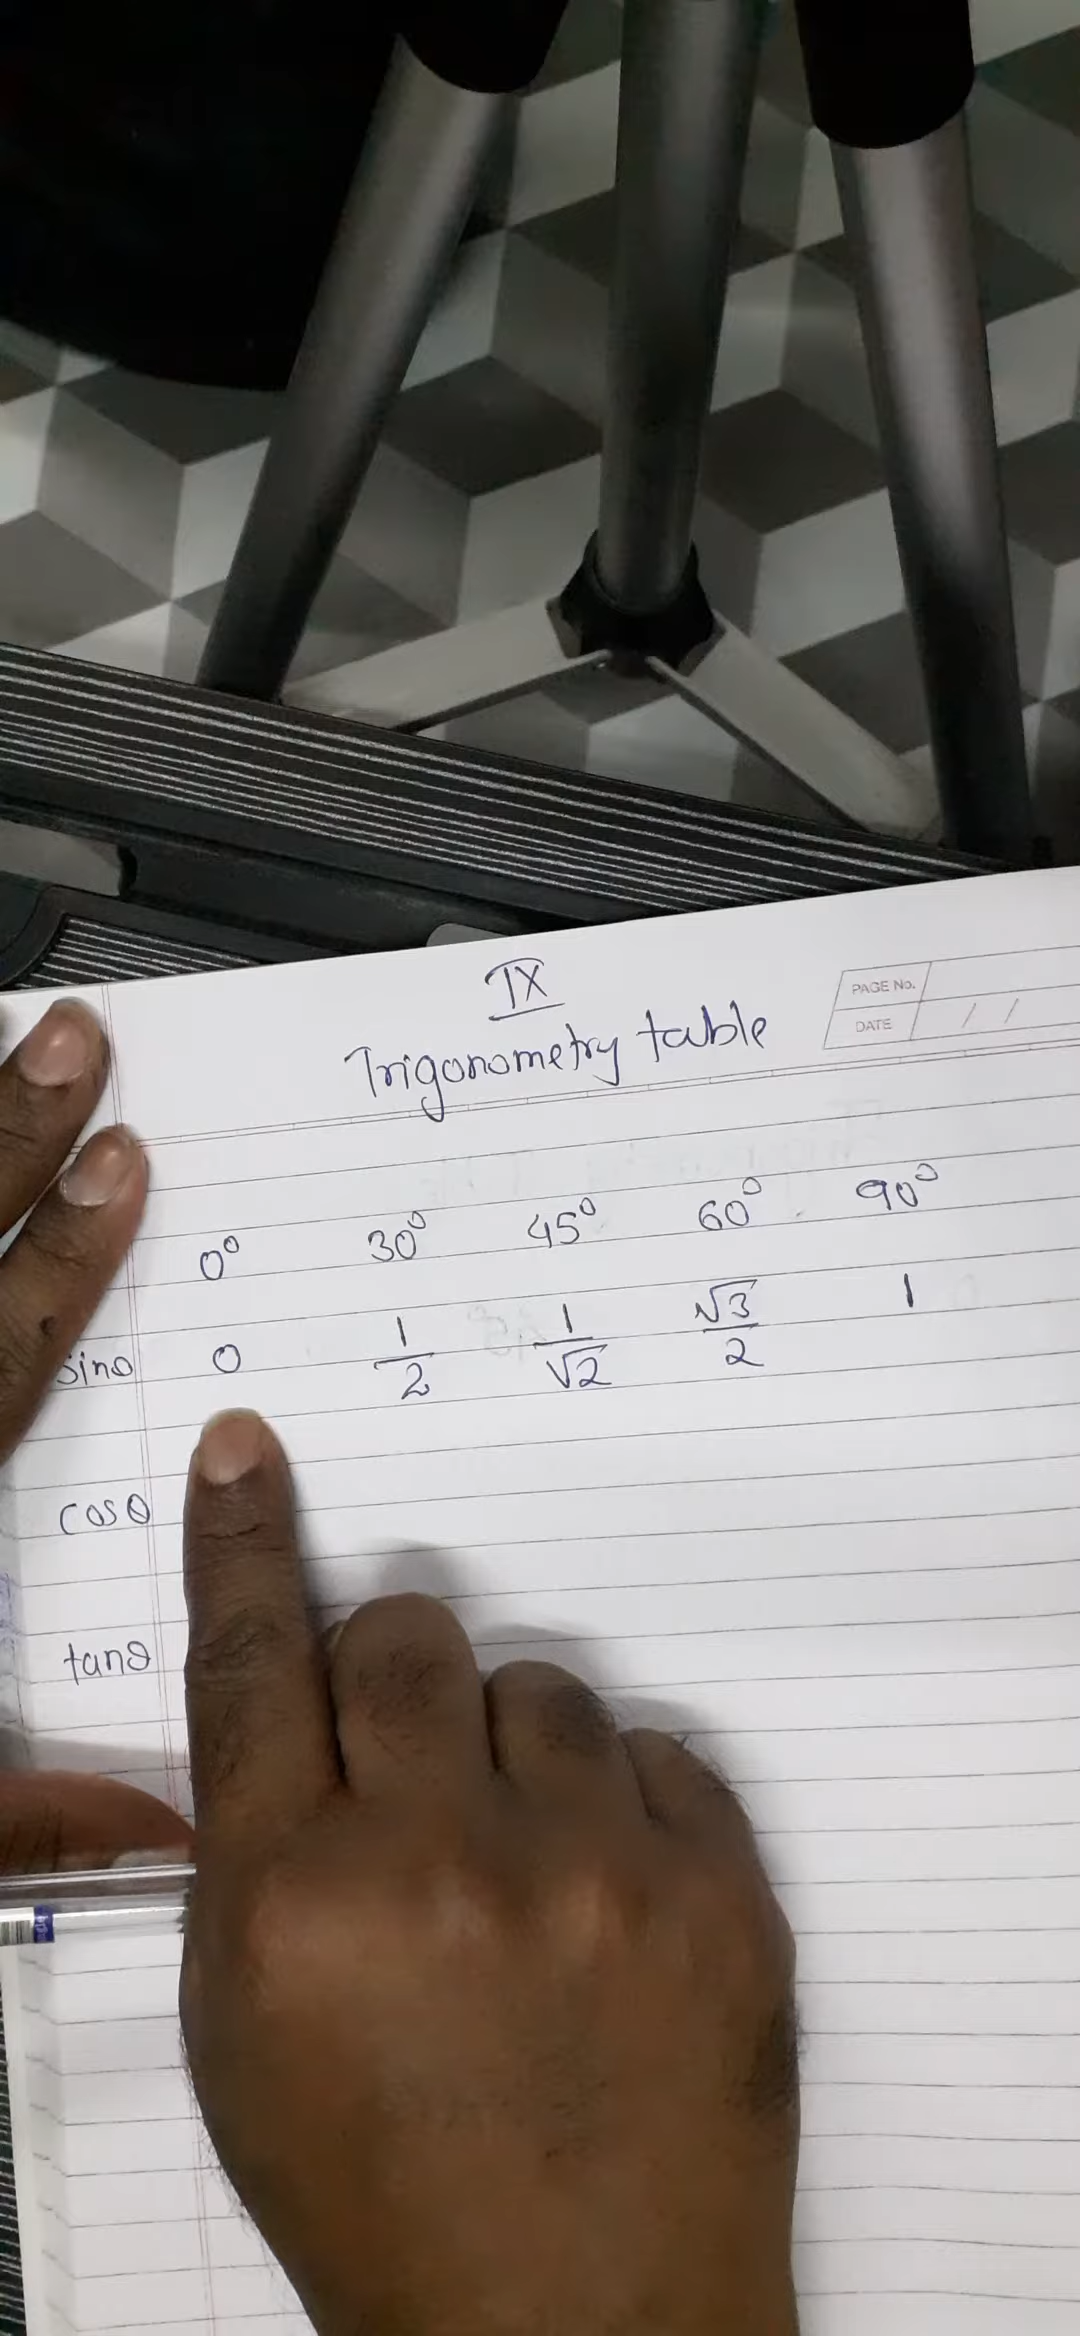 IX
Trigonometry table
PAGE No.
DATE / /
0° 30° 45° 60° 90°
sinθ 0 1/2 1/√2 √3/2 1
cosθ
tanθ